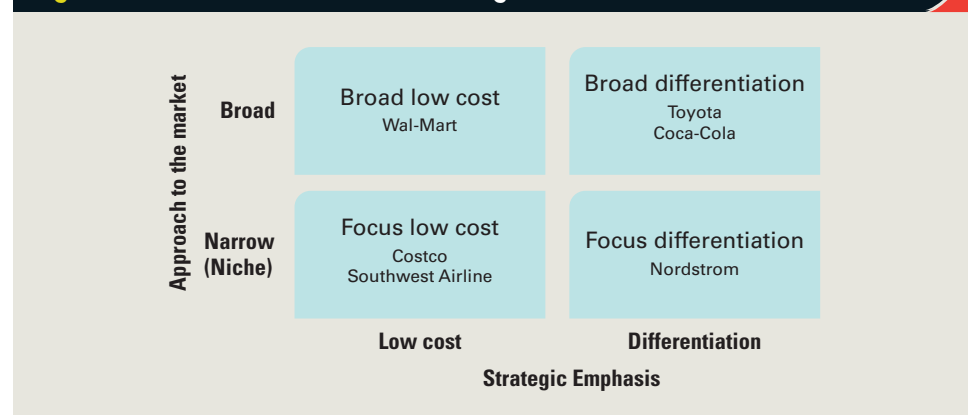 Approach to the market
Broad
Broad low cost
Wal-Mart
Broad differentiation
Toyota
Coca-Cola
Narrow
(Niche)
Focus low cost
Costco
Southwest Airline
Focus differentiation
Nordstrom
Low cost
Differentiation
Strategic Emphasis